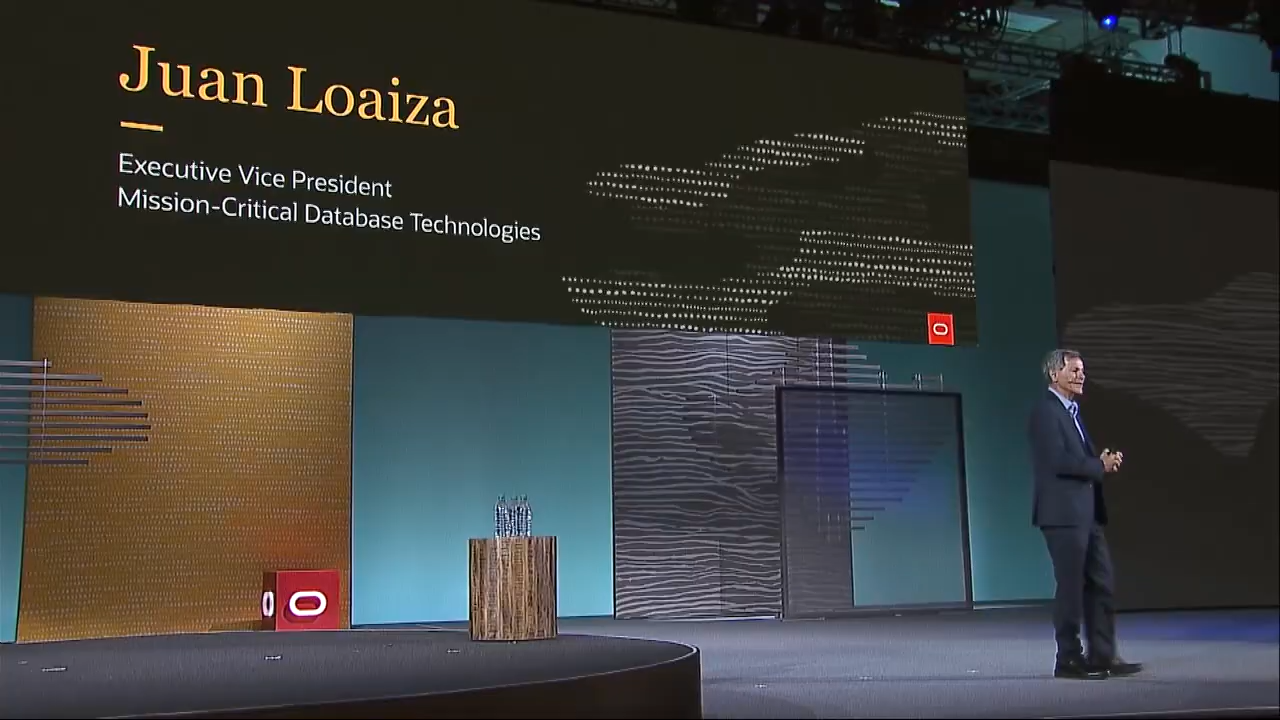 Juan Loaiza
Executive Vice President
Mission-Critical Database Technologies